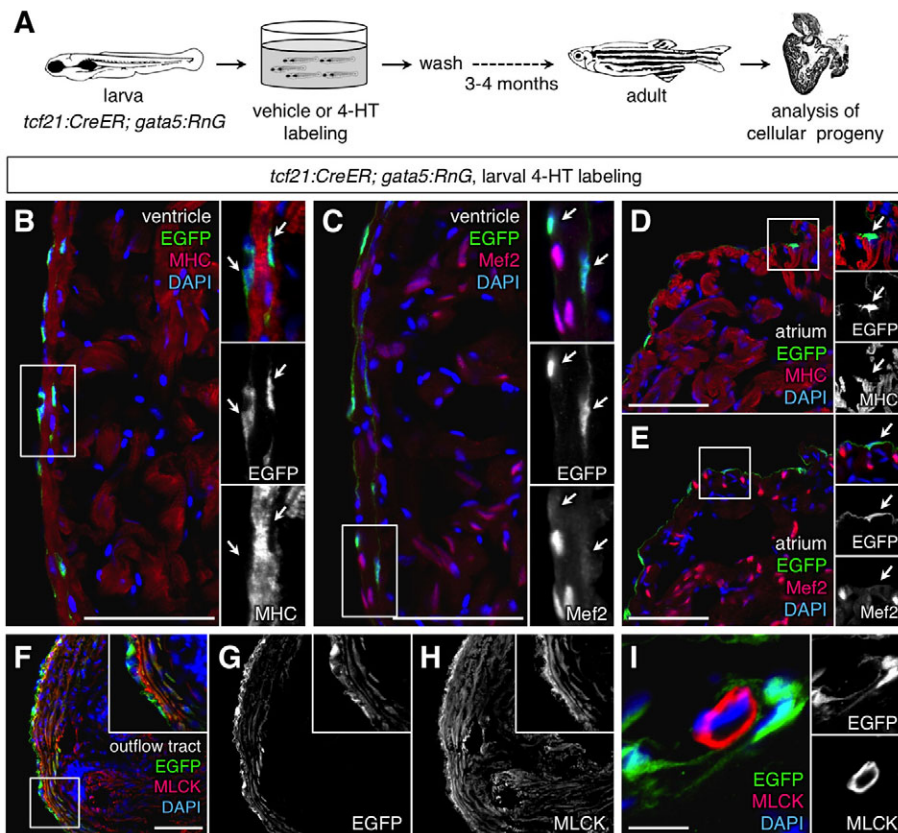 A
larva
tcf21:CreER; gata5:RnG
vehicle or 4-HT
labeling
wash
3-4 months
adult
analysis of
cellular progeny
tcf21:CreER; gata5:RnG, larval 4-HT labeling
B
ventricle
EGFP
MHC
DAPI
EGFP
MHC
C
ventricle
EGFP
Mef2
DAPI
EGFP
Mef2
D
atrium
EGFP
MHC
DAPI
EGFP
MHC
E
atrium
EGFP
Mef2
DAPI
EGFP
Mef2
F
outflow tract
EGFP
MLCK
DAPI
G
EGFP
H
MLCK
I
EGFP
MLCK
DAPI
EGFP
MLCK